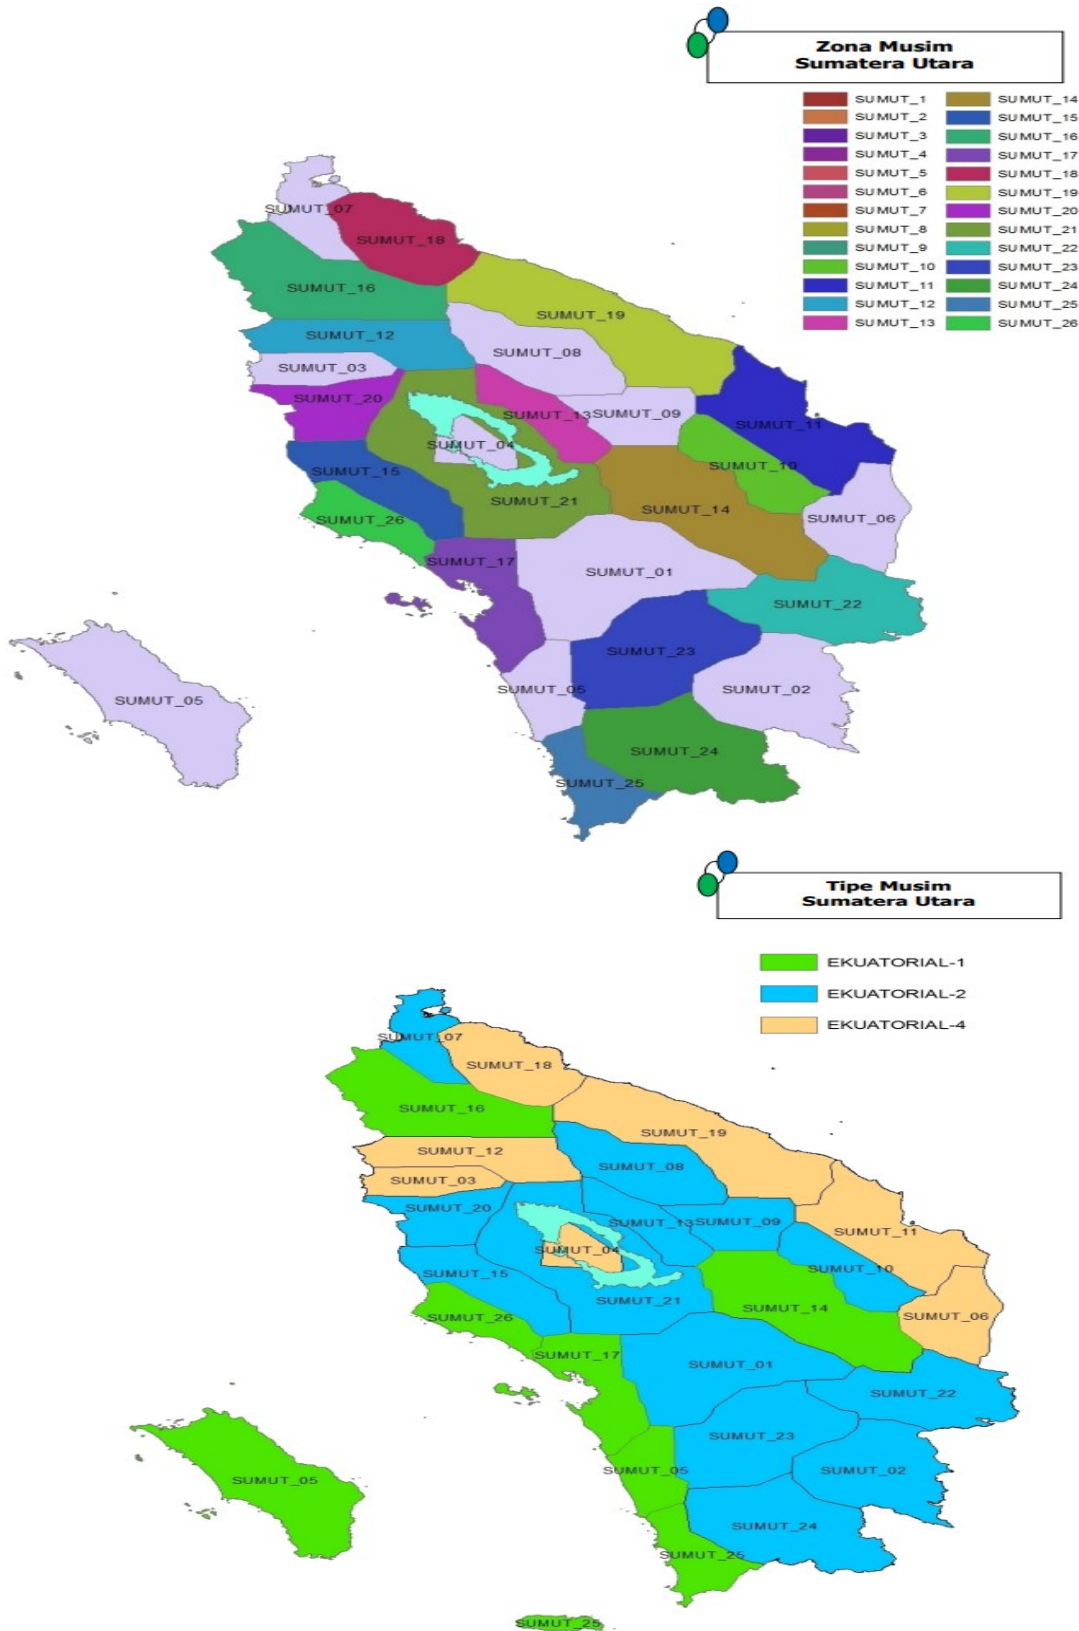 Zona Musim
Sumatera Utara
SUMUT_1
SUMUT_2
SUMUT_3
SUMUT_4
SUMUT_5
SUMUT_6
SUMUT_7
SUMUT_8
SUMUT_9
SUMUT_10
SUMUT_11
SUMUT_12
SUMUT_13
SUMUT_14
SUMUT_15
SUMUT_16
SUMUT_17
SUMUT_18
SUMUT_19
SUMUT_20
SUMUT_21
SUMUT_22
SUMUT_23
SUMUT_24
SUMUT_25
SUMUT_26
SUMUT_07
SUMUT_18
SUMUT_16
SUMUT_19
SUMUT_12
SUMUT_08
SUMUT_03
SUMUT_20
SUMUT_13
SUMUT_09
SUMUT_11
SUMUT_04
SUMUT_10
SUMUT_15
SUMUT_21
SUMUT_14
SUMUT_26
SUMUT_06
SUMUT_17
SUMUT_01
SUMUT_22
SUMUT_23
SUMUT_05
SUMUT_02
SUMUT_05
SUMUT_24
SUMUT_25
Tipe Musim
Sumatera Utara
EKUATORIAL-1
EKUATORIAL-2
EKUATORIAL-4
SUMUT_07
SUMUT_18
SUMUT_16
SUMUT_19
SUMUT_12
SUMUT_08
SUMUT_03
SUMUT_20
SUMUT_13
SUMUT_09
SUMUT_11
SUMUT_04
SUMUT_10
SUMUT_15
SUMUT_21
SUMUT_14
SUMUT_26
SUMUT_06
SUMUT_17
SUMUT_01
SUMUT_22
SUMUT_23
SUMUT_05
SUMUT_02
SUMUT_05
SUMUT_24
SUMUT_25
SUMUT_25